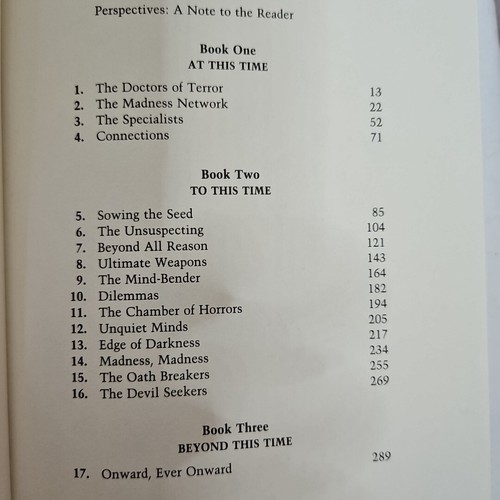 Perspectives: A Note to the Reader
Book One
AT THIS TIME
1. The Doctors of Terror 13
2. The Madness Network 22
3. The Specialists 52
4. Connections 71
Book Two
TO THIS TIME
5. Sowing the Seed 85
6. The Unsuspecting 104
7. Beyond All Reason 121
8. Ultimate Weapons 143
9. The Mind-Bender 164
10. Dilemmas 182
11. The Chamber of Horrors 194
12. Unquiet Minds 205
13. Edge of Darkness 217
14. Madness, Madness 234
15. The Oath Breakers 255
16. The Devil Seekers 269
Book Three
BEYOND THIS TIME
17. Onward, Ever Onward 289